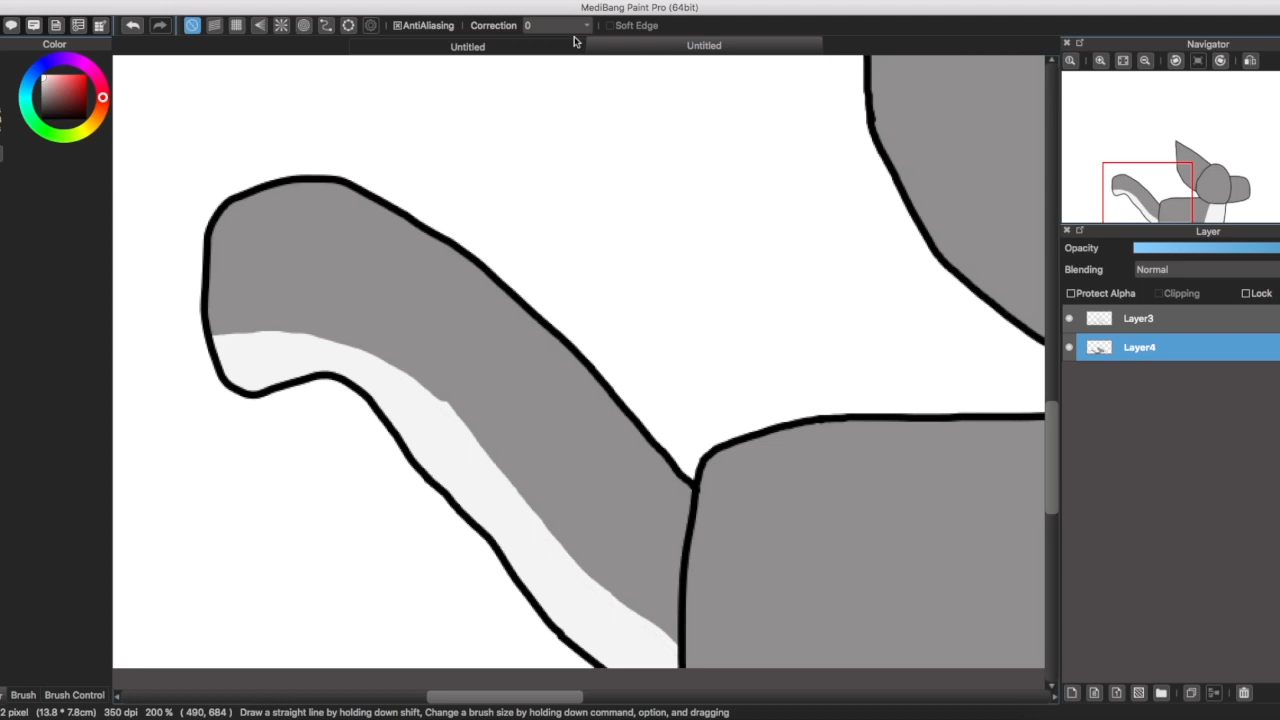 MediBang Paint Pro (64bit)
AntiAliasing Correction 0 Soft Edge
Color Untitled Untitled Navigator
Layer
Opacity
Blending Normal
Protect Alpha Clipping Lock
Layer3
Layer4
Brush Brush Control
2 pixel (13.8 * 7.8cm) 350 dpi 200 % ( 490, 684 ) Draw a straight line by holding down shift, Change a brush size by holding down command, option, and dragging